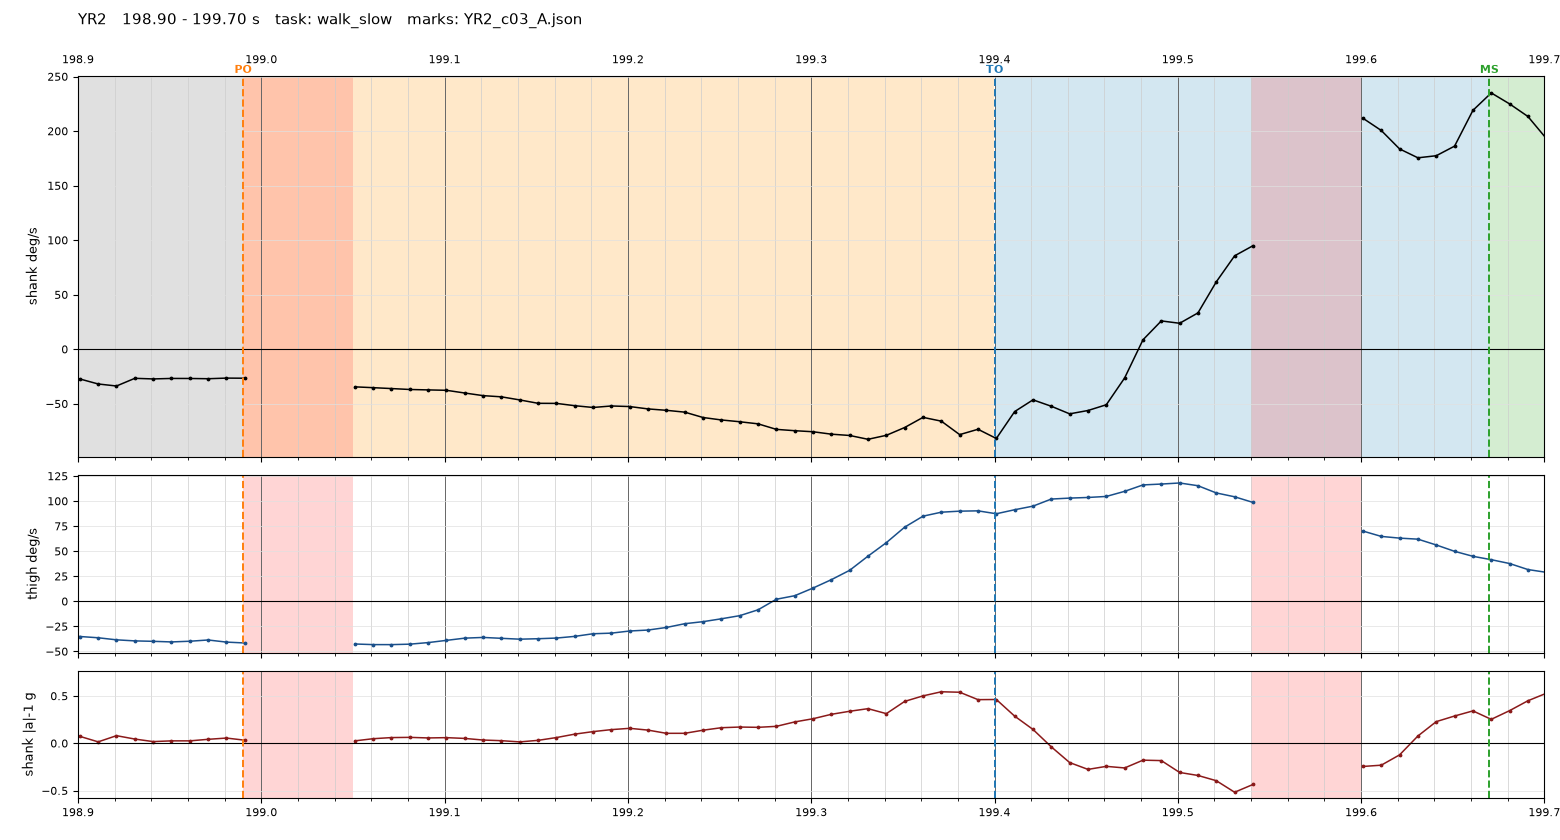 YR2   198.90 - 199.70 s   task: walk_slow   marks: YR2_c03_A.json
198.9 199.0 199.1 199.2 199.3 199.4 199.5 199.6 199.7
PO TO MS
250
200
150
100
50
0
−50
shank deg/s
125
100
75
50
25
0
−25
−50
thigh deg/s
0.5
0.0
−0.5
shank |a|-1 g
198.9 199.0 199.1 199.2 199.3 199.4 199.5 199.6 199.7